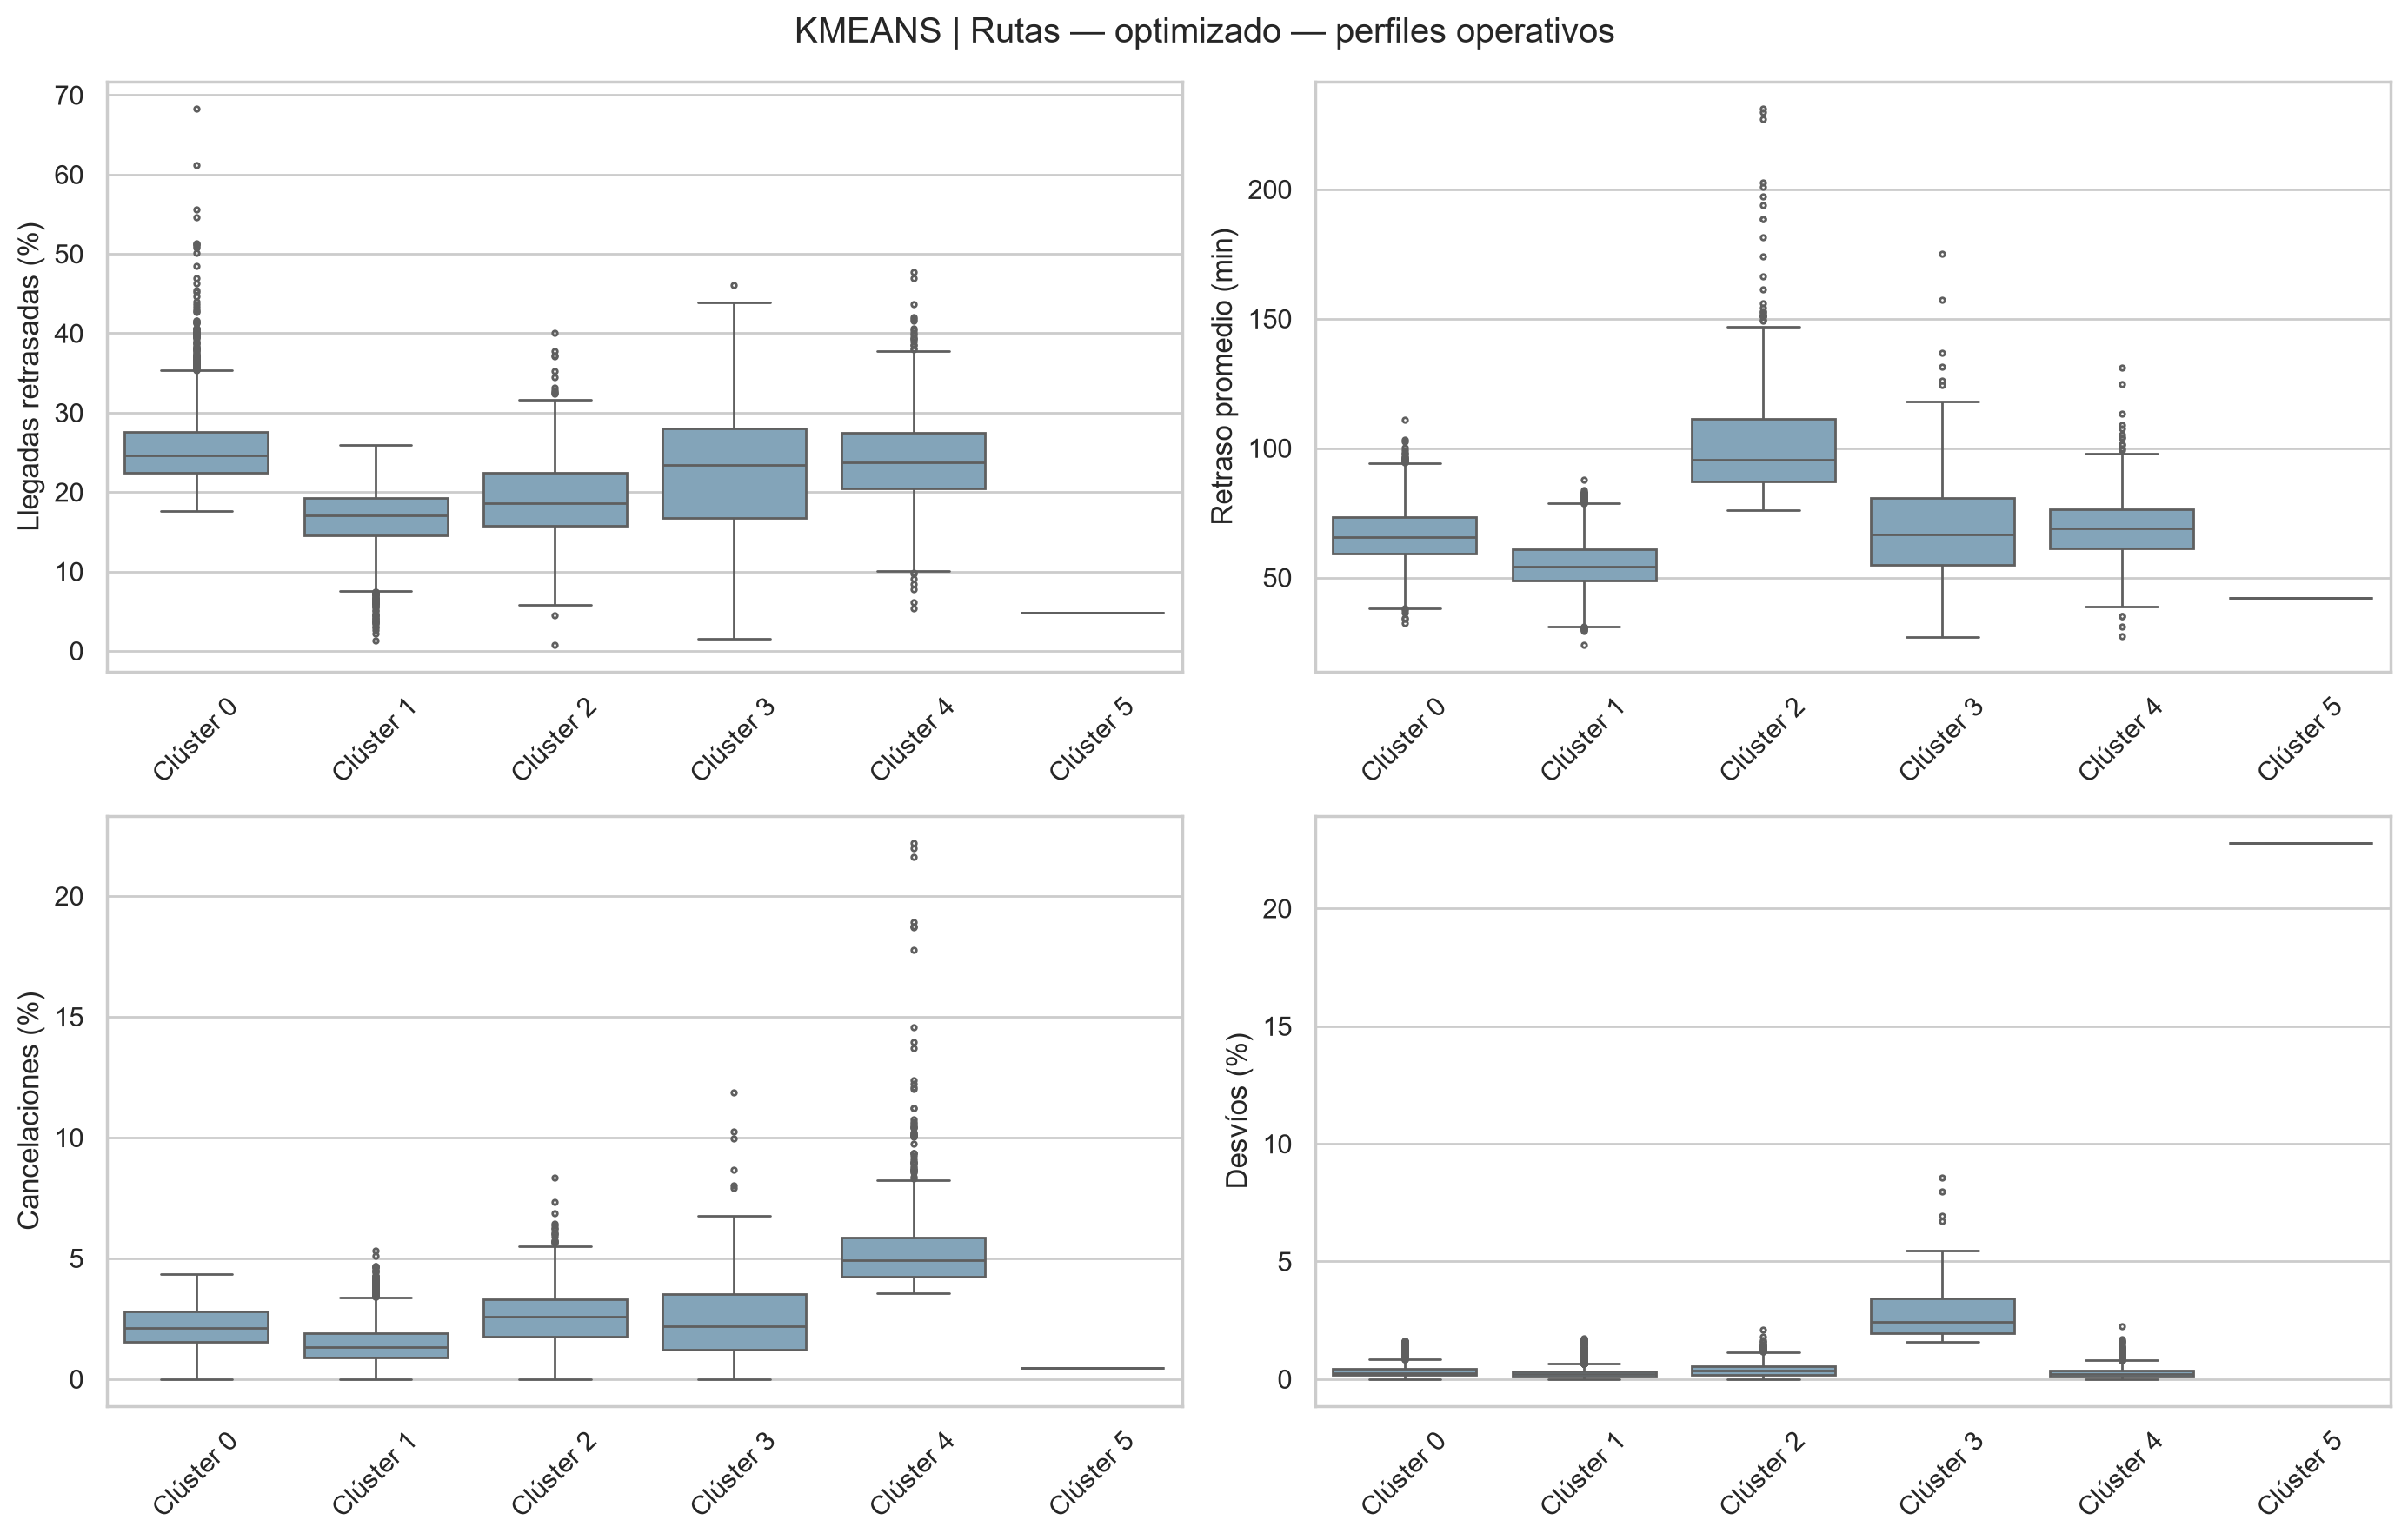 KMEANS | Rutas — optimizado — perfiles operativos
Llegadas retrasadas (%)
70
60
50
40
30
20
10
0
Clúster 0
Clúster 1
Clúster 2
Clúster 3
Clúster 4
Clúster 5
Retraso promedio (min)
200
150
100
50
Clúster 0
Clúster 1
Clúster 2
Clúster 3
Clúster 4
Clúster 5
Cancelaciones (%)
20
15
10
5
0
Clúster 0
Clúster 1
Clúster 2
Clúster 3
Clúster 4
Clúster 5
Desvíos (%)
20
15
10
5
0
Clúster 0
Clúster 1
Clúster 2
Clúster 3
Clúster 4
Clúster 5